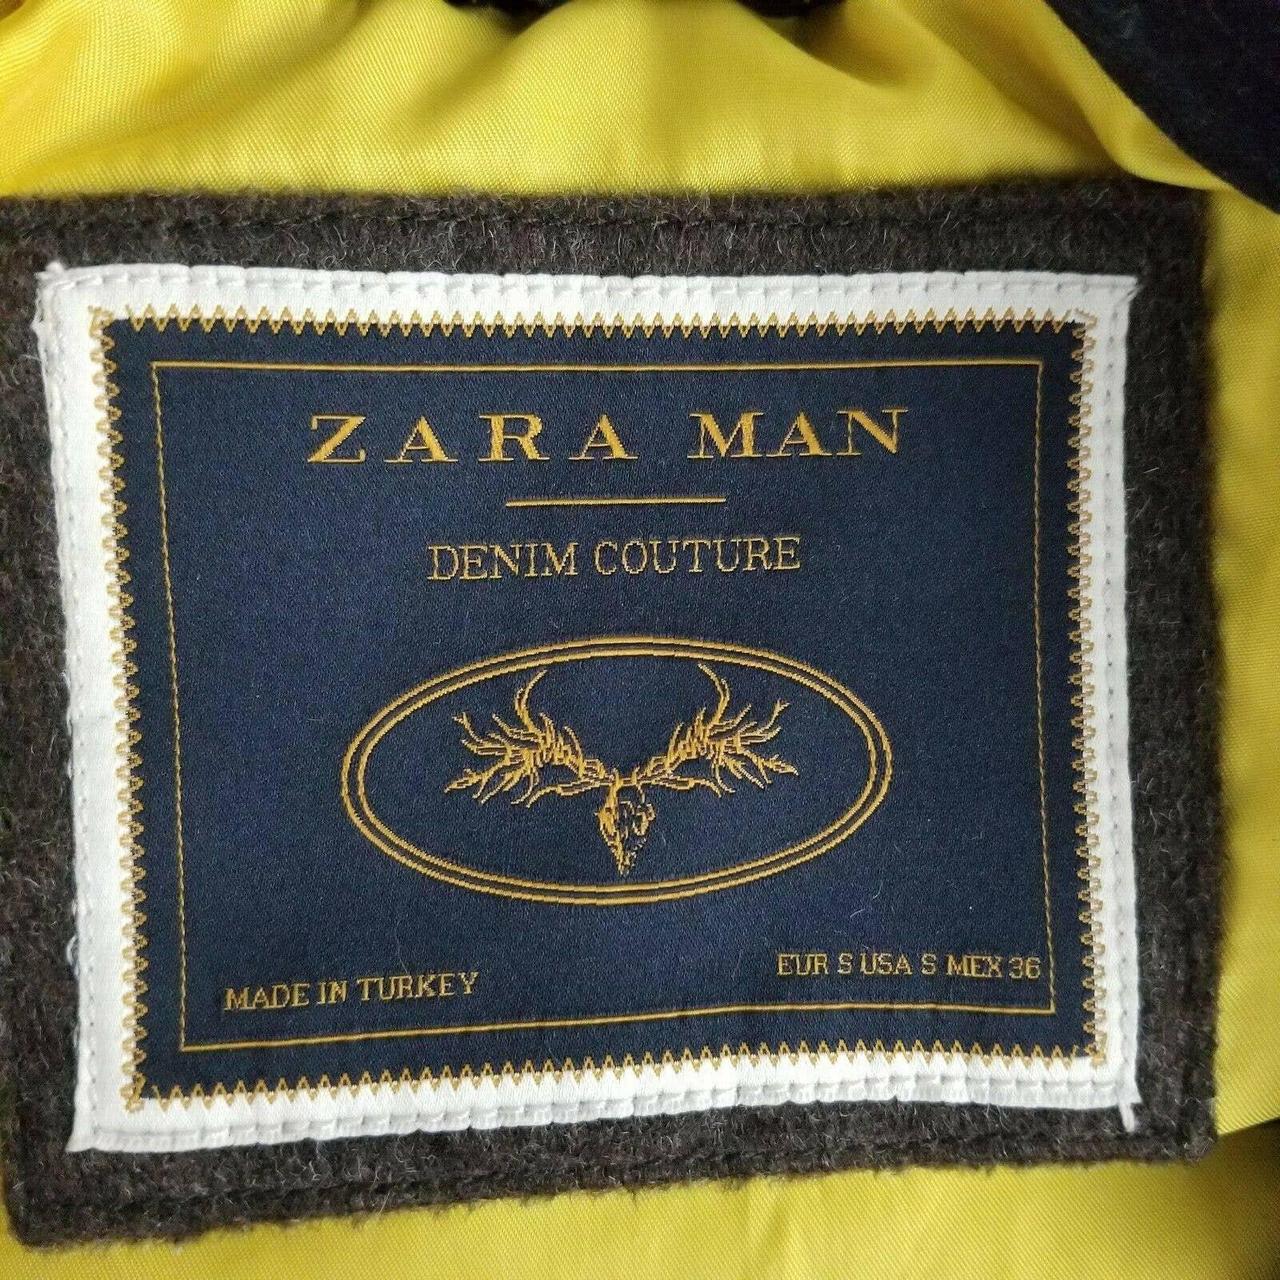 ZARA MAN
DENIM COUTURE
MADE IN TURKEY
EUR S USA S MEX 36